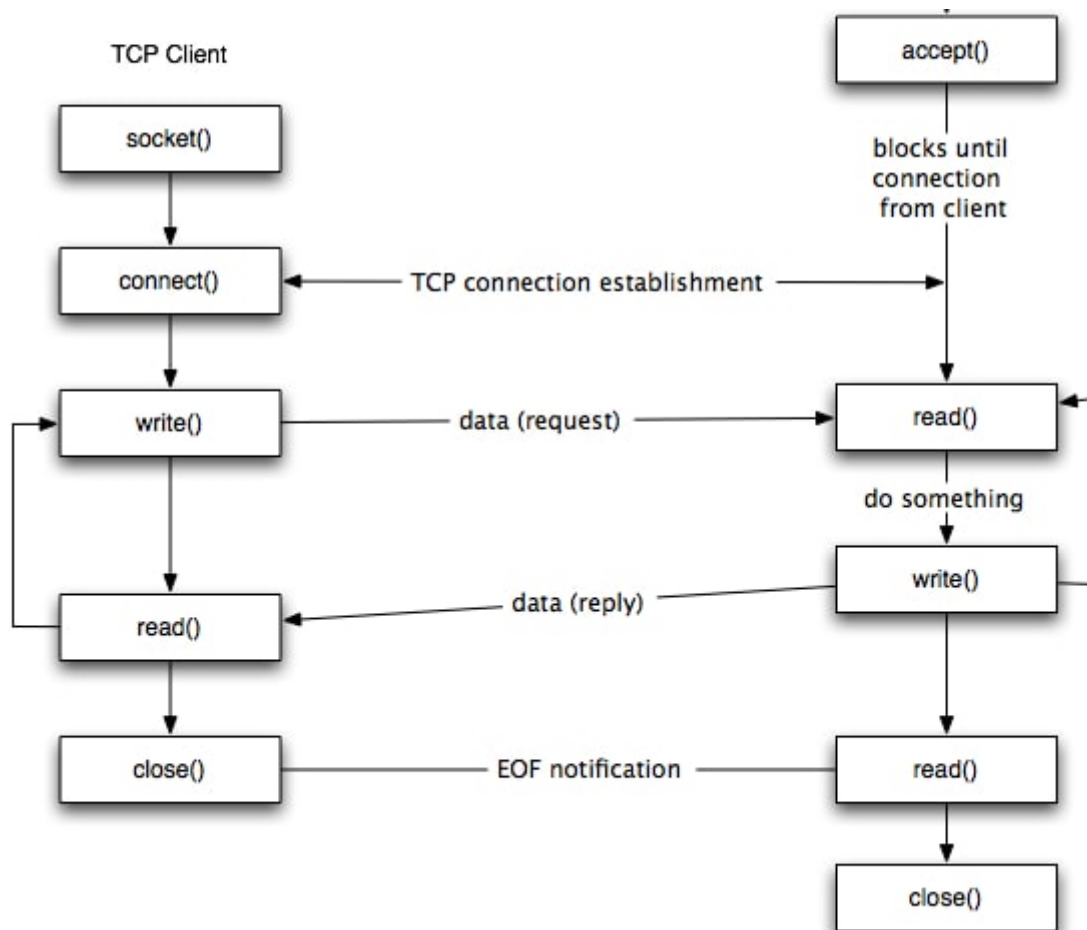 TCP Client
accept()
socket()
blocks until
connection
from client
connect()
TCP connection establishment
write()
data (request)
read()
do something
write()
data (reply)
read()
close()
EOF notification
read()
close()